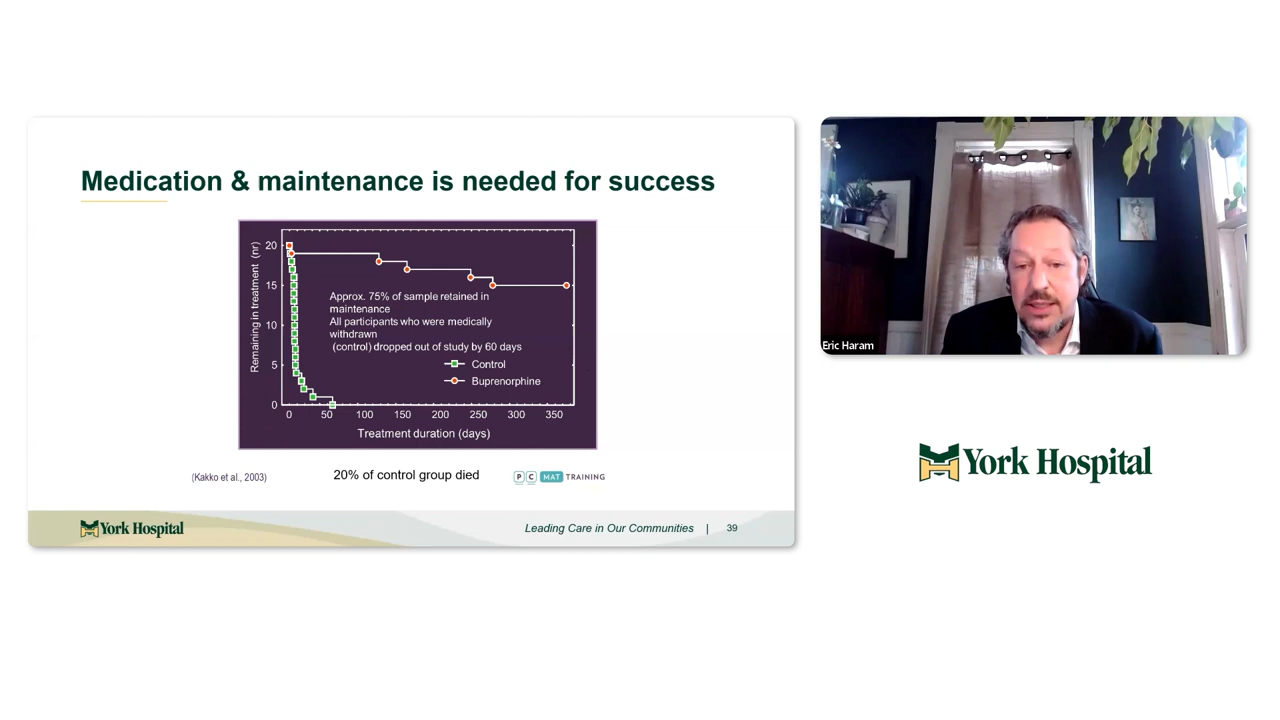 Medication & maintenance is needed for success
Remaining in treatment (nr)
20
15
10
5
0
Approx. 75% of sample retained in
maintenance
All participants who were medically
withdrawn
(control) dropped out of study by 60 days
Control
Buprenorphine
0 50 100 150 200 250 300 350
Treatment duration (days)
(Kakko et al., 2003)
20% of control group died
P C MAT TRAINING
York Hospital
Leading Care in Our Communities | 39
Eric Haram
York Hospital